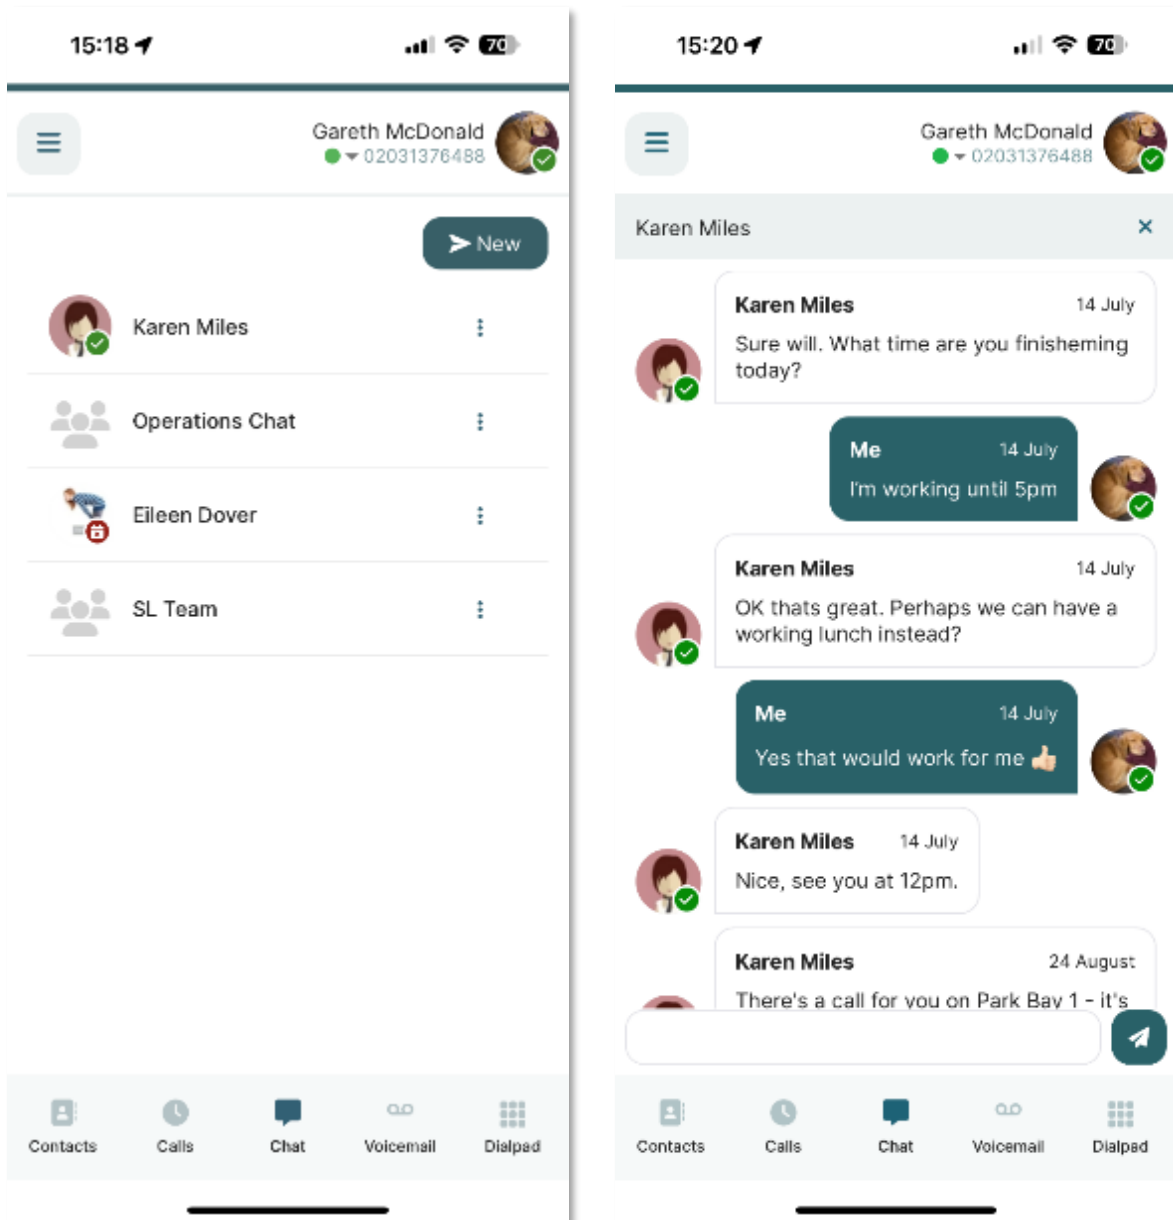 15:18
70
Gareth McDonald
02031376488
New
Karen Miles
Operations Chat
Eileen Dover
SL Team
Contacts
Calls
Chat
Voicemail
Dialpad
15:20
70
Gareth McDonald
02031376488
Karen Miles
Karen Miles 14 July
Sure will. What time are you finisheming
today?
Me 14 July
I'm working until 5pm
Karen Miles 14 July
OK thats great. Perhaps we can have a
working lunch instead?
Me 14 July
Yes that would work for me 👍🏻
Karen Miles 14 July
Nice, see you at 12pm.
Karen Miles 24 August
There's a call for you on Park Bay 1 - it's
Contacts
Calls
Chat
Voicemail
Dialpad